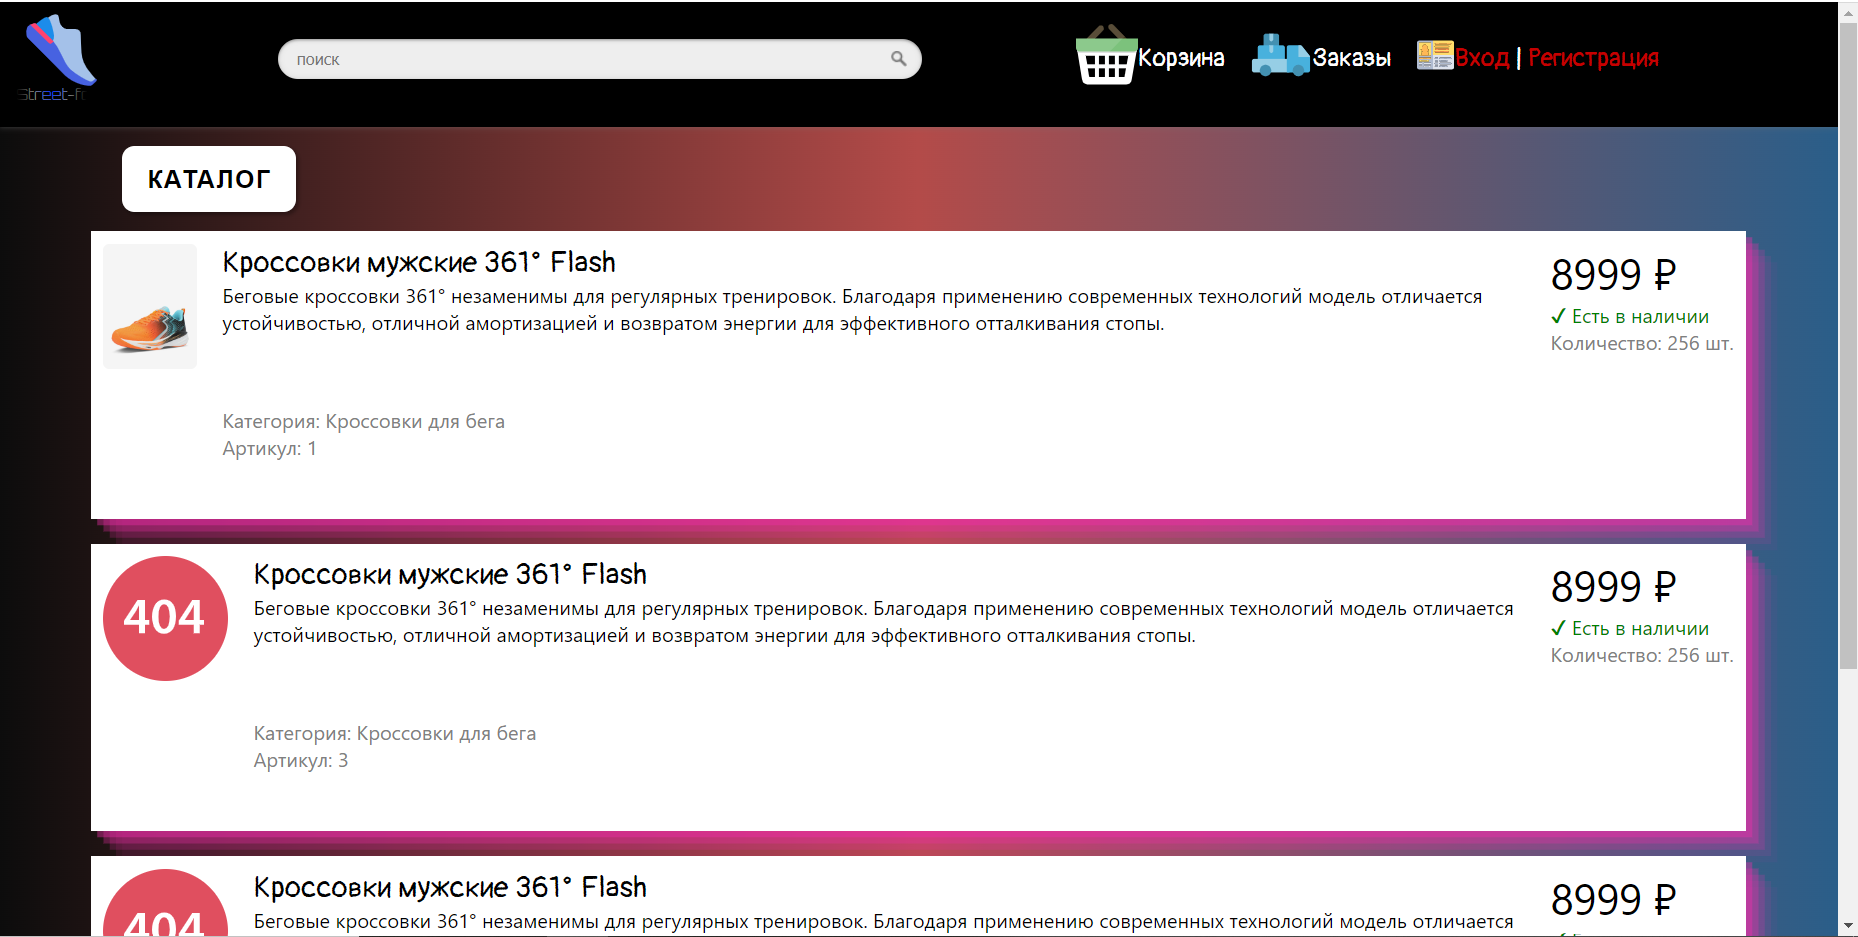 Street-f
поиск
Корзина
Заказы
Вход | Регистрация
КАТАЛОГ
Кроссовки мужские 361° Flash
Беговые кроссовки 361° незаменимы для регулярных тренировок. Благодаря применению современных технологий модель отличается
устойчивостью, отличной амортизацией и возвратом энергии для эффективного отталкивания стопы.
Категория: Кроссовки для бега
Артикул: 1
8999 ₽
✓ Есть в наличии
Количество: 256 шт.
404
Кроссовки мужские 361° Flash
Беговые кроссовки 361° незаменимы для регулярных тренировок. Благодаря применению современных технологий модель отличается
устойчивостью, отличной амортизацией и возвратом энергии для эффективного отталкивания стопы.
Категория: Кроссовки для бега
Артикул: 3
8999 ₽
✓ Есть в наличии
Количество: 256 шт.
404
Кроссовки мужские 361° Flash
Беговые кроссовки 361° незаменимы для регулярных тренировок. Благодаря применению современных технологий модель отличается
8999 ₽